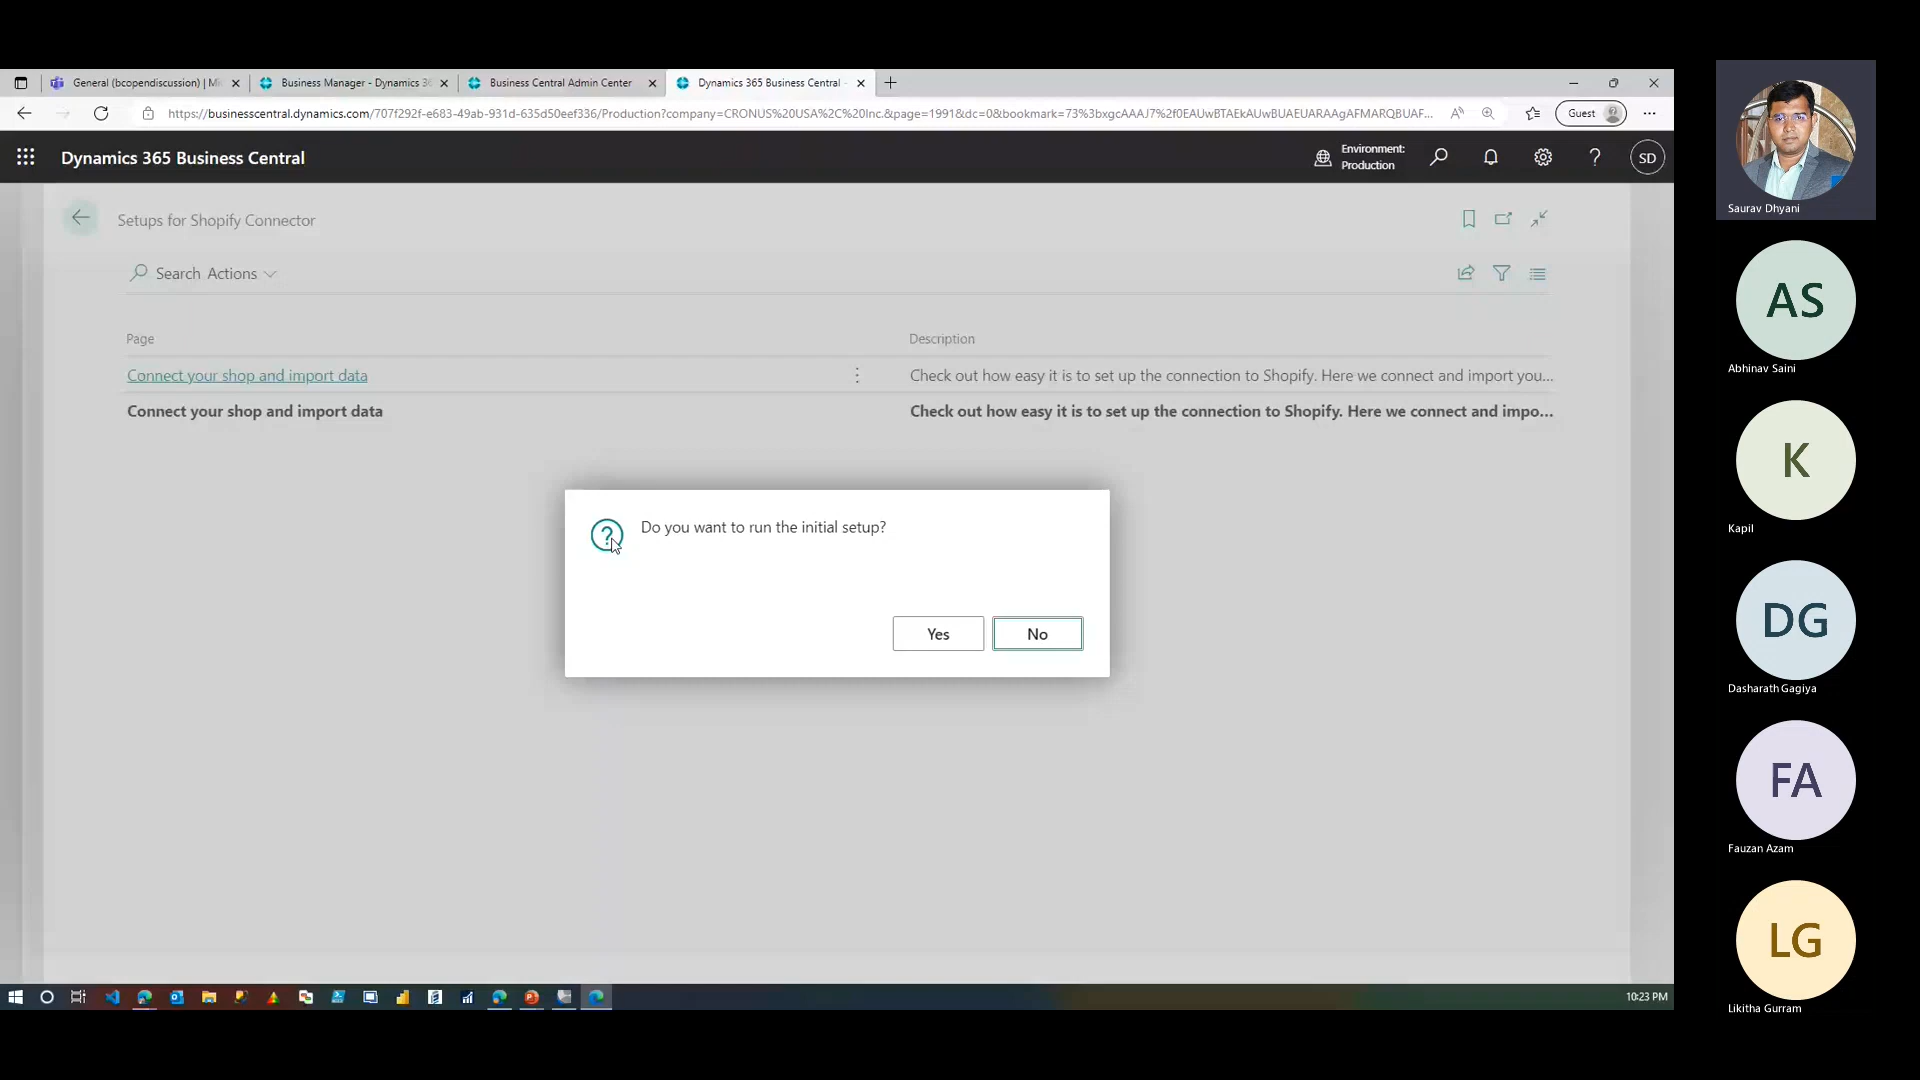 General (bcopendiscussion) | Mi
Business Manager - Dynamics 36
Business Central Admin Center
Dynamics 365 Business Central -
https://businesscentral.dynamics.com/707f292f-e683-49ab-931d-635d50eef336/Production?company=CRONUS%20USA%2C%20Inc.&page=1991&dc=0&bookmark=73%3bxgcAAAJ7%2f0EAUwBTAEkAUwBUAEUARAAgAFMARQBUAF...
Guest
Dynamics 365 Business Central
Environment:
Production
SD
Setups for Shopify Connector
Search Actions
Page
Description
Connect your shop and import data
Check out how easy it is to set up the connection to Shopify. Here we connect and import you...
Connect your shop and import data
Check out how easy it is to set up the connection to Shopify. Here we connect and impo...
Do you want to run the initial setup?
Yes
No
10:23 PM
Saurav Dhyani
AS
Abhinav Saini
K
Kapil
DG
Dasharath Gagiya
FA
Fauzan Azam
LG
Likitha Gurram